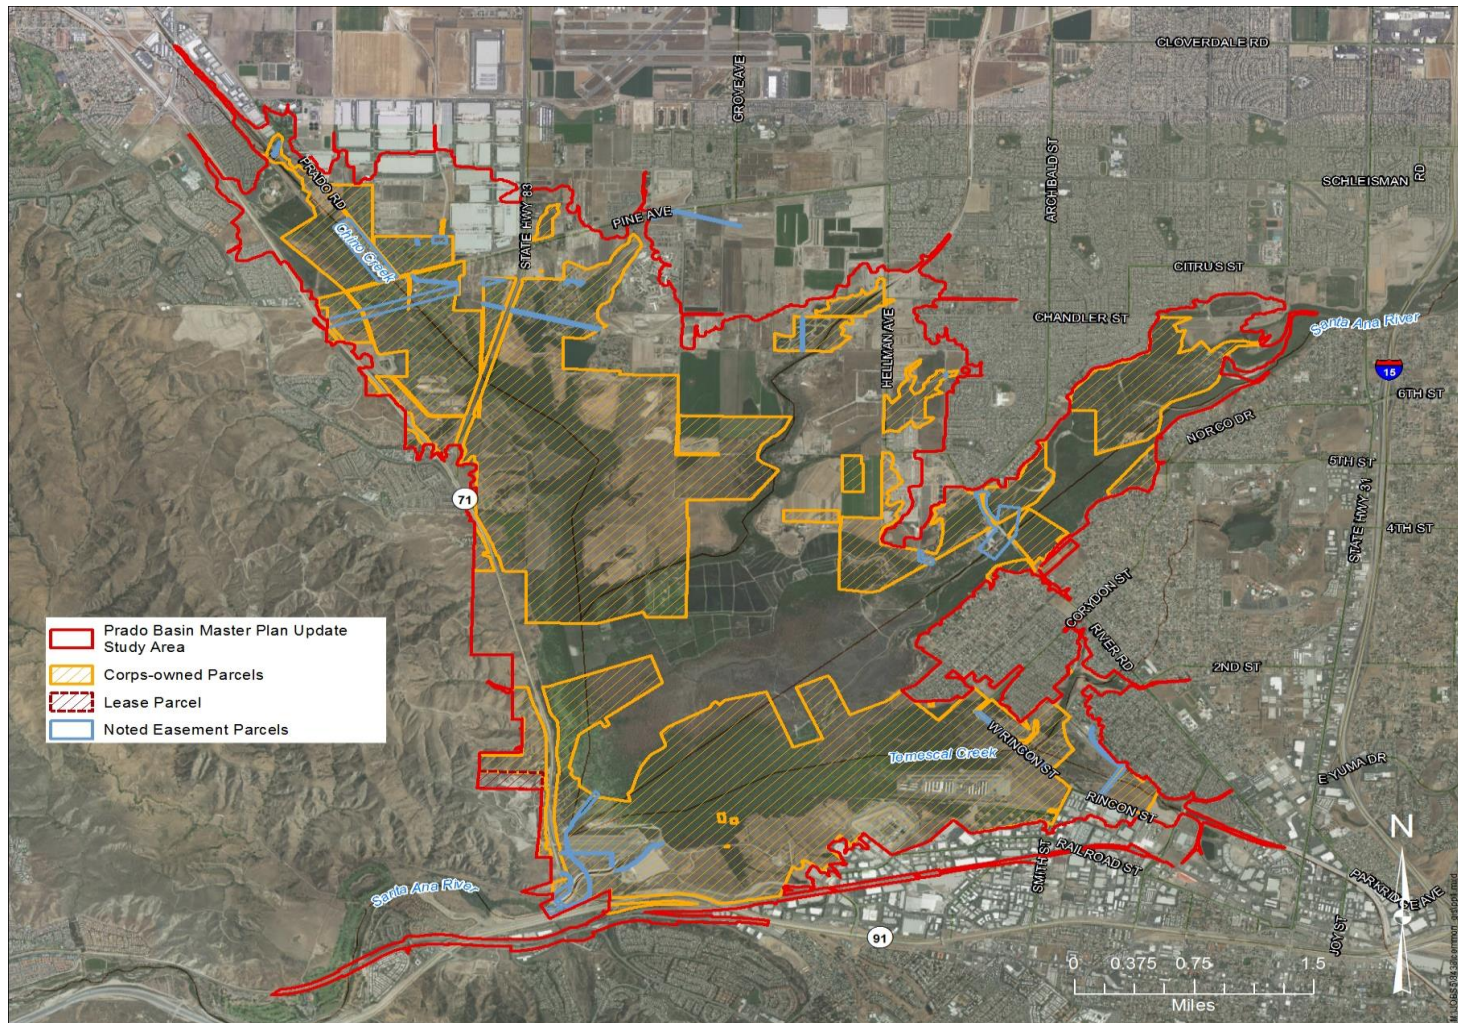 CLOVERDALE RD
GROVE AVE
ARCHIBALD ST
SCHLEISMAN RD
PRADO RD
STATE HWY 83
PINE AVE
Chino Creek
CITRUS ST
CHANDLER ST
HELLMAN AVE
Santa Ana River
15
6TH ST
NORCO DR
5TH ST
STATE HWY 31
4TH ST
71
CORYDON ST
RIVER RD
2ND ST
Prado Basin Master Plan Update
Study Area
Corps-owned Parcels
Lease Parcel
Noted Easement Parcels
W RINCON ST
Temescal Creek
E YUMA DR
RINCON ST
N
SMITH ST
RAILROAD ST
PARKRIDGE AVE
Santa Ana River
JOY ST
91
0 0.375 0.75 1.5
Miles